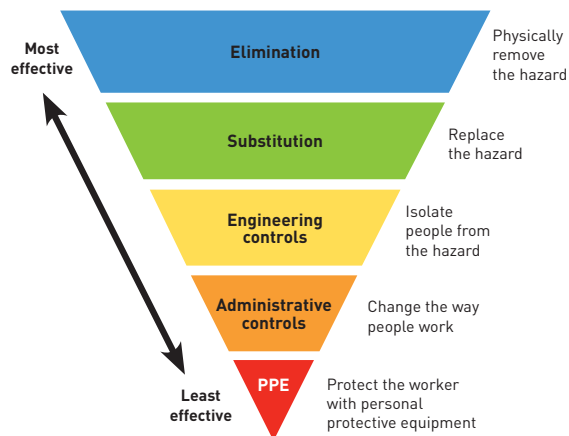 Most
effective
Elimination
Physically
remove
the hazard
Substitution
Replace
the hazard
Engineering
controls
Isolate
people from
the hazard
Administrative
controls
Change the way
people work
Least
effective
PPE
Protect the worker
with personal
protective equipment